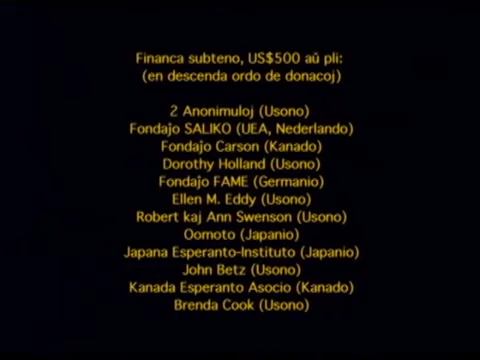 Financa subteno, US$500 aŭ pli:
(en descenda ordo de donacoj)
2 Anonimuloj (Usono)
Fondaĵo SALIKO (UEA, Nederlando)
Fondaĵo Carson (Kanado)
Dorothy Holland (Usono)
Fondaĵo FAME (Germanio)
Ellen M. Eddy (Usono)
Robert kaj Ann Swenson (Usono)
Oomoto (Japanio)
Japana Esperanto-Instituto (Japanio)
John Betz (Usono)
Kanada Esperanto Asocio (Kanado)
Brenda Cook (Usono)